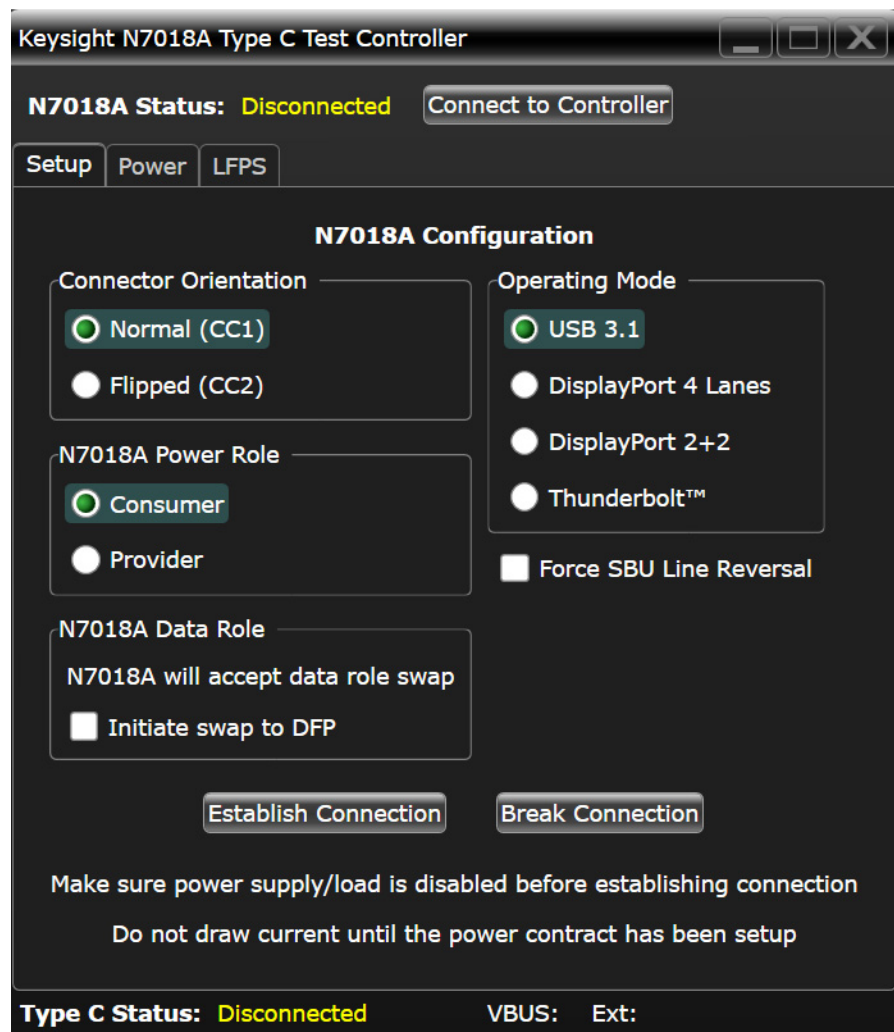 Keysight N7018A Type C Test Controller
N7018A Status: Disconnected Connect to Controller
Setup Power LFPS
N7018A Configuration
Connector Orientation
Normal (CC1)
Flipped (CC2)
Operating Mode
USB 3.1
DisplayPort 4 Lanes
DisplayPort 2+2
Thunderbolt™
N7018A Power Role
Consumer
Provider
Force SBU Line Reversal
N7018A Data Role
N7018A will accept data role swap
Initiate swap to DFP
Establish Connection Break Connection
Make sure power supply/load is disabled before establishing connection
Do not draw current until the power contract has been setup
Type C Status: Disconnected VBUS: Ext: